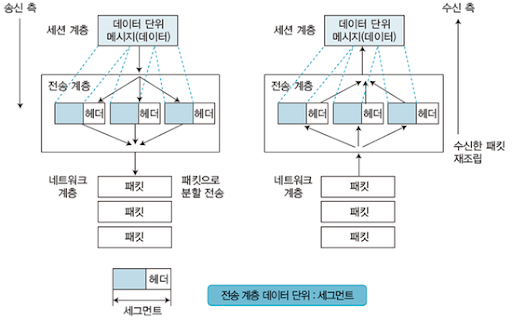 송신 측
세션 계층
데이터 단위
메시지(데이터)
전송 계층
헤더
헤더
헤더
네트워크
계층
패킷
패킷
패킷
패킷으로
분할 전송
수신 측
세션 계층
데이터 단위
메시지(데이터)
전송 계층
헤더
헤더
헤더
수신한 패킷
재조립
네트워크
계층
패킷
패킷
패킷
헤더
세그먼트
전송 계층 데이터 단위 : 세그먼트